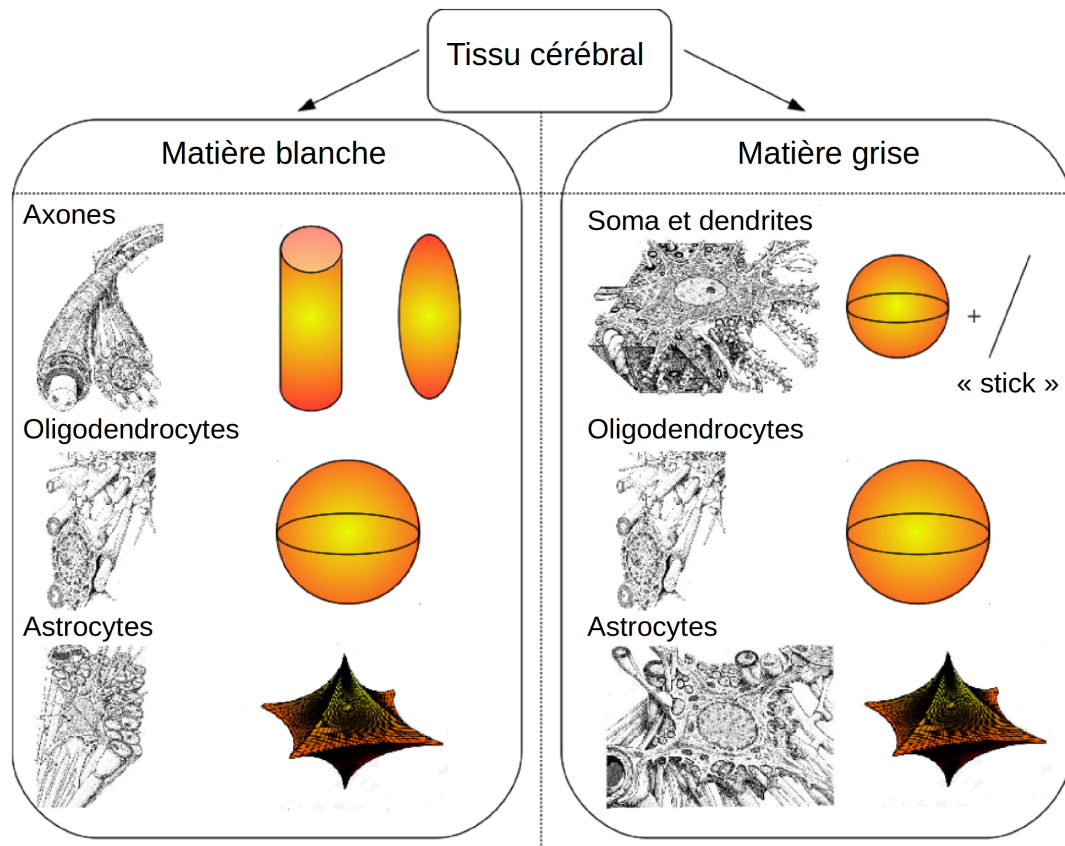 Tissu cérébral
Matière blanche
Axones
Oligodendrocytes
Astrocytes
Matière grise
Soma et dendrites
+
« stick »
Oligodendrocytes
Astrocytes